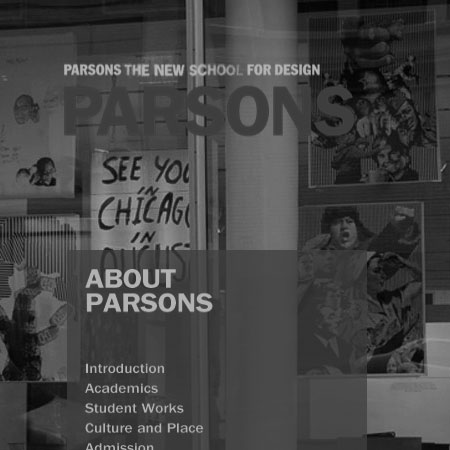 PARSONS THE NEW SCHOOL FOR DESIGN
PARSONS
SEE YOU
IN
CHICAGO
IN
AUGUST
ABOUT
PARSONS
Introduction
Academics
Student Works
Culture and Place
Admission